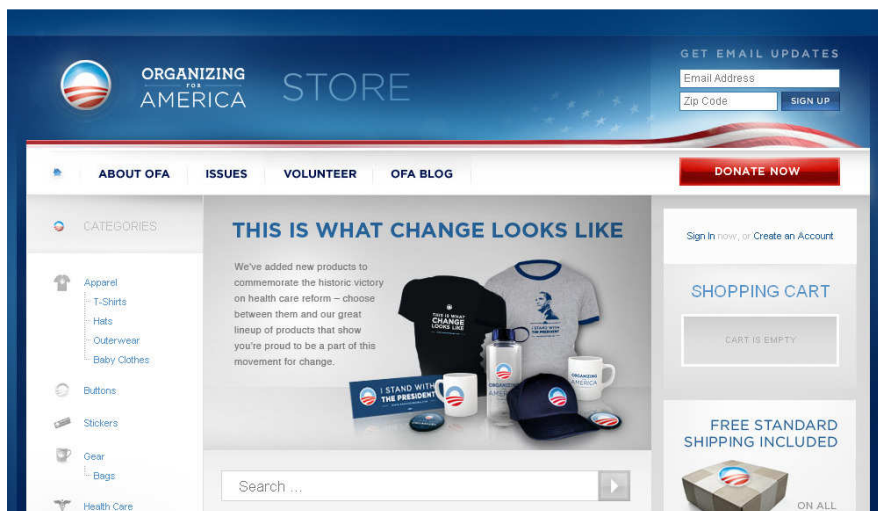 GET EMAIL UPDATES
Email Address
Zip Code
SIGN UP
ORGANIZING
FOR
AMERICA
STORE
ABOUT OFA
ISSUES
VOLUNTEER
OFA BLOG
DONATE NOW
CATEGORIES
Apparel
T-Shirts
Hats
Outerwear
Baby Clothes
Buttons
Stickers
Gear
Bags
Health Care
THIS IS WHAT CHANGE LOOKS LIKE
We've added new products to
commemorate the historic victory
on health care reform – choose
between them and our great
lineup of products that show
you're proud to be a part of this
movement for change.
THIS IS WHAT
CHANGE
LOOKS LIKE
I STAND WITH
THE PRESIDENT
I STAND WITH
THE PRESIDENT
ORGANIZING
AMERICA
ORGANIZING
AMERICA
Search ...
Sign In now, or Create an Account
SHOPPING CART
CART IS EMPTY
FREE STANDARD
SHIPPING INCLUDED
ON ALL